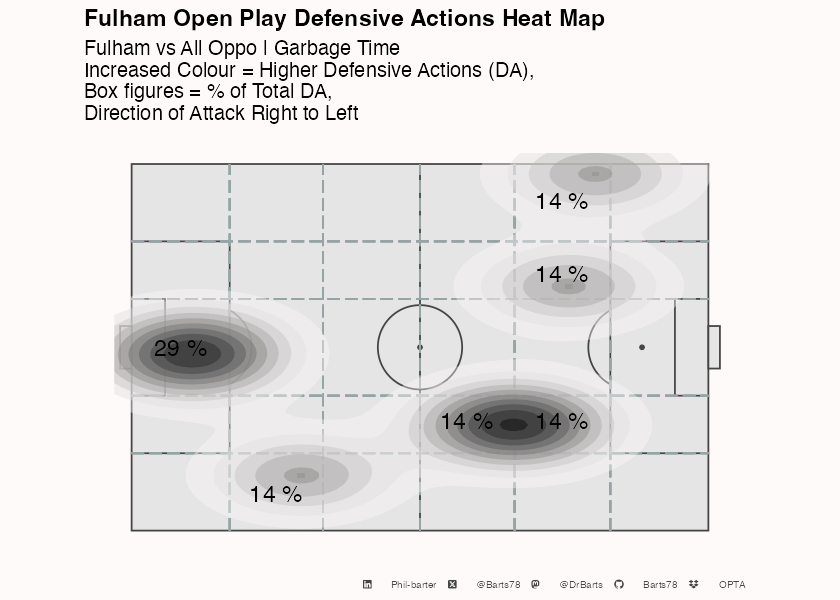 Fulham Open Play Defensive Actions Heat Map
Fulham vs All Oppo | Garbage Time
Increased Colour = Higher Defensive Actions (DA),
Box figures = % of Total DA,
Direction of Attack Right to Left
14 %
14 %
29 %
14 % 14 %
14 %
Phil-barter @Barts78 @DrBarts Barts78 OPTA